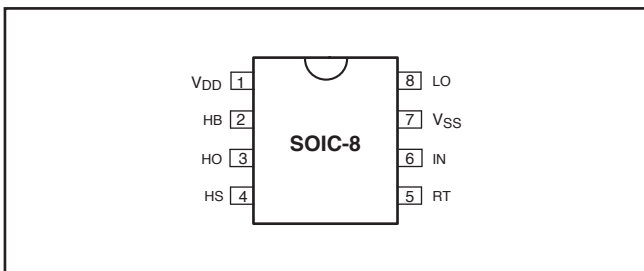 VDD 1 8 LO
HB 2 7 VSS
SOIC-8
HO 3 6 IN
HS 4 5 RT